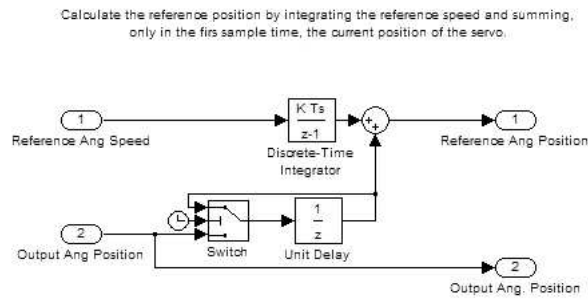 Calculate the reference position by integrating the reference speed and summing,
only in the firs sample time, the current position of the servo.
1
Reference Ang Speed
K Ts
z-1
Discrete-Time
Integrator
1
Reference Ang Position
2
Output Ang Position
Switch
1
z
Unit Delay
2
Output Ang. Position